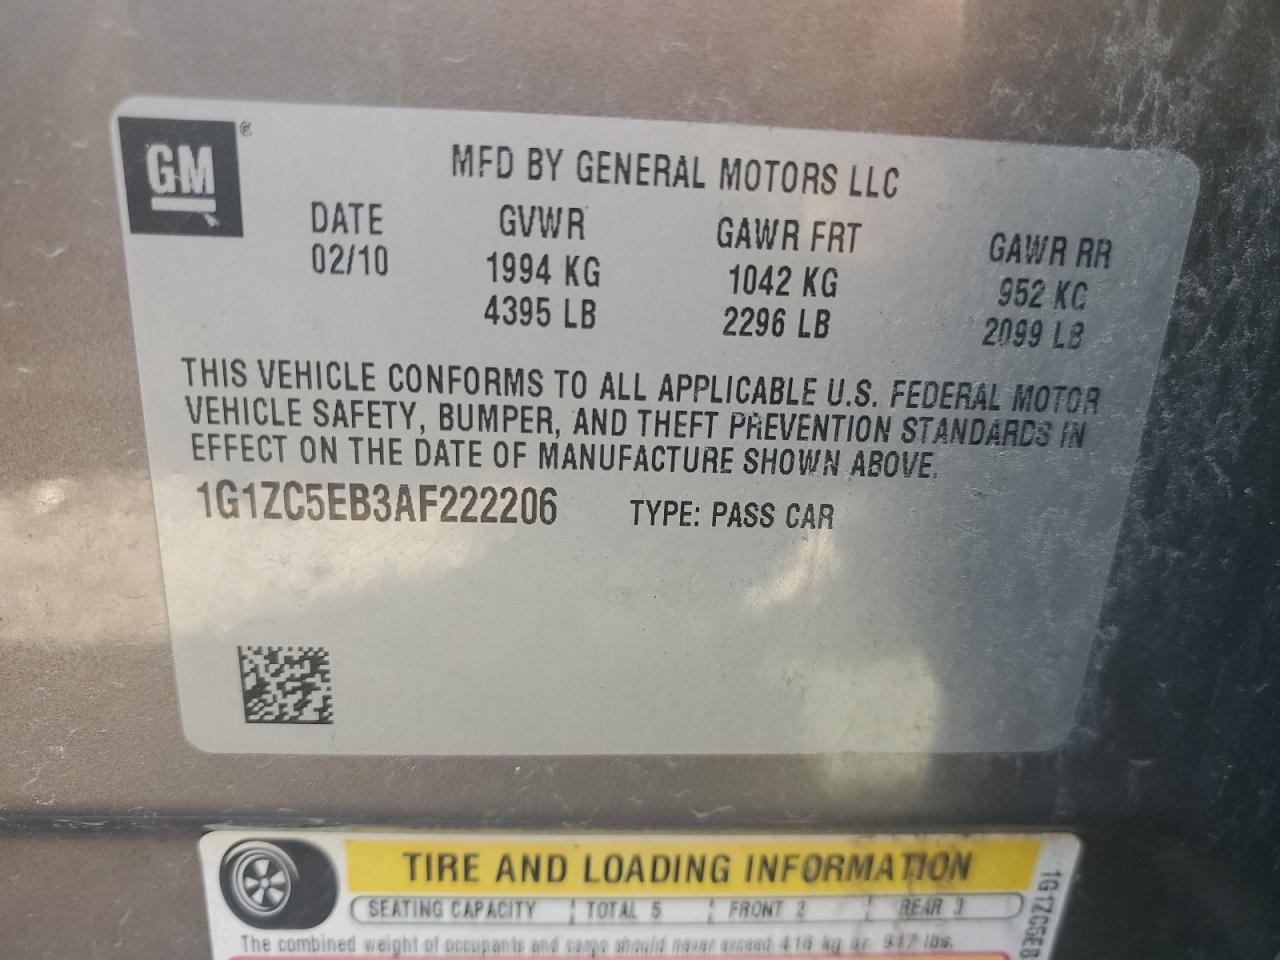 GM ®
MFD BY GENERAL MOTORS LLC
DATE GVWR GAWR FRT GAWR RR
02/10 1994 KG 1042 KG 952 KG
4395 LB 2296 LB 2099 LB
THIS VEHICLE CONFORMS TO ALL APPLICABLE U.S. FEDERAL MOTOR
VEHICLE SAFETY, BUMPER, AND THEFT PREVENTION STANDARDS IN
EFFECT ON THE DATE OF MANUFACTURE SHOWN ABOVE.
1G1ZC5EB3AF222206 TYPE: PASS CAR
TIRE AND LOADING INFORMATION
SEATING CAPACITY TOTAL 5 FRONT 2 REAR 3
The combined weight of occupants and cargo should never exceed 416 kg or 917 lbs.
1G1ZC5EB